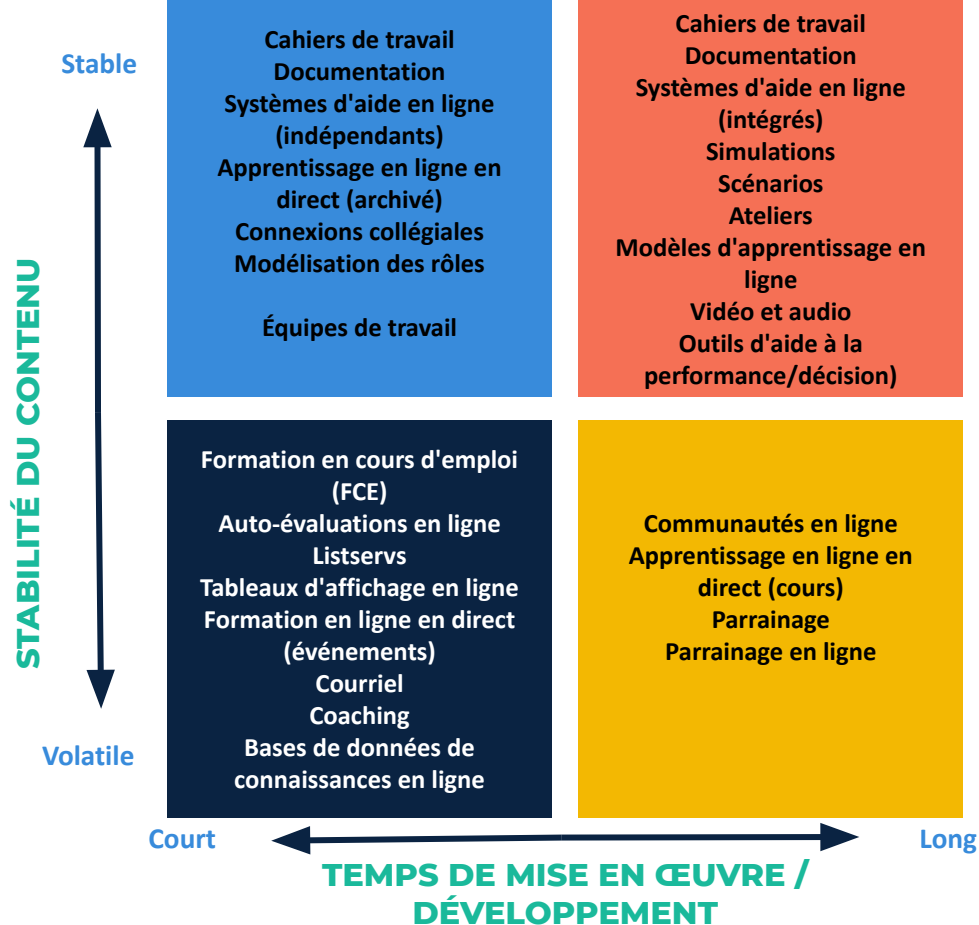 Stable
STABILITÉ DU CONTENU
Volatile
Cahiers de travail
Documentation
Systèmes d'aide en ligne
(indépendants)
Apprentissage en ligne en
direct (archivé)
Connexions collégiales
Modélisation des rôles
Équipes de travail
Cahiers de travail
Documentation
Systèmes d'aide en ligne
(intégrés)
Simulations
Scénarios
Ateliers
Modèles d'apprentissage en
ligne
Vidéo et audio
Outils d'aide à la
performance/décision)
Formation en cours d'emploi
(FCE)
Auto-évaluations en ligne
Listservs
Tableaux d'affichage en ligne
Formation en ligne en direct
(événements)
Courriel
Coaching
Bases de données de
connaissances en ligne
Communautés en ligne
Apprentissage en ligne en
direct (cours)
Parrainage
Parrainage en ligne
Court
Long
TEMPS DE MISE EN ŒUVRE /
DÉVELOPPEMENT